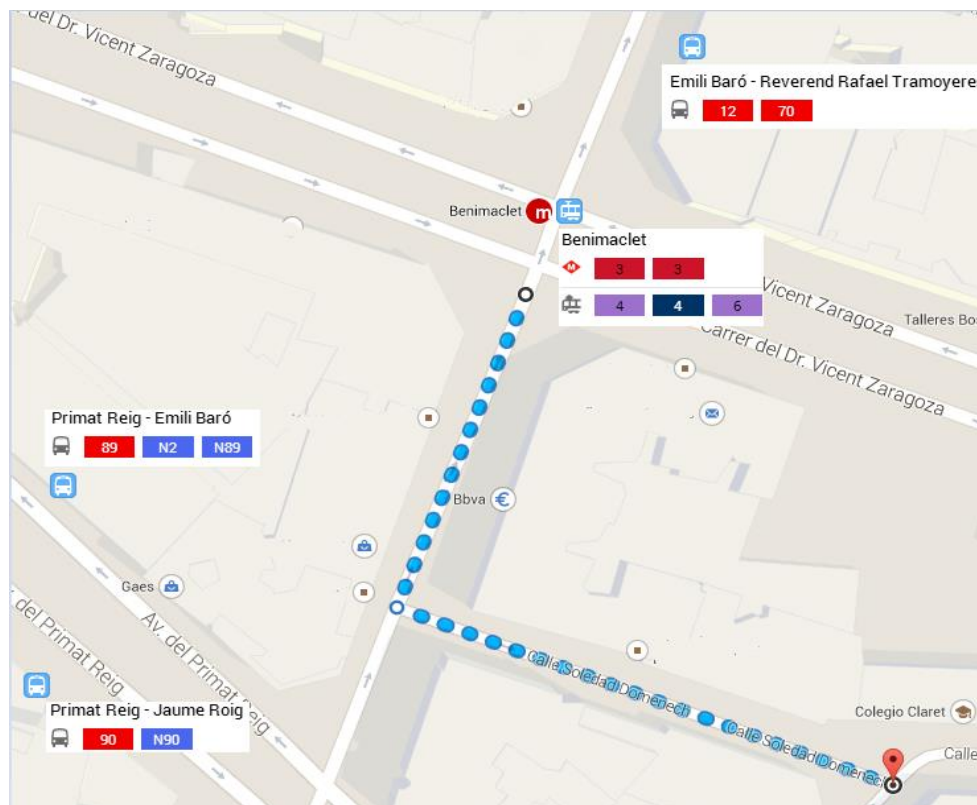 del Dr. Vicent Zaragoza
Emili Baró - Reverend Rafael Tramoyere
12 70
Benimaclet m
Benimaclet
M 3 3
4 4 6
Vicent Zaragoza
Talleres Bo
Carrer del Dr. Vicent Zaragoza
Primat Reig - Emili Baró
89 N2 N89
Bbva €
Gaes
Av. del Primat Reig
del Primat Reig
Calle Soledad Domenech
Calle Soledad Domenech
Primat Reig - Jaume Roig
90 N90
Colegio Claret
Calle